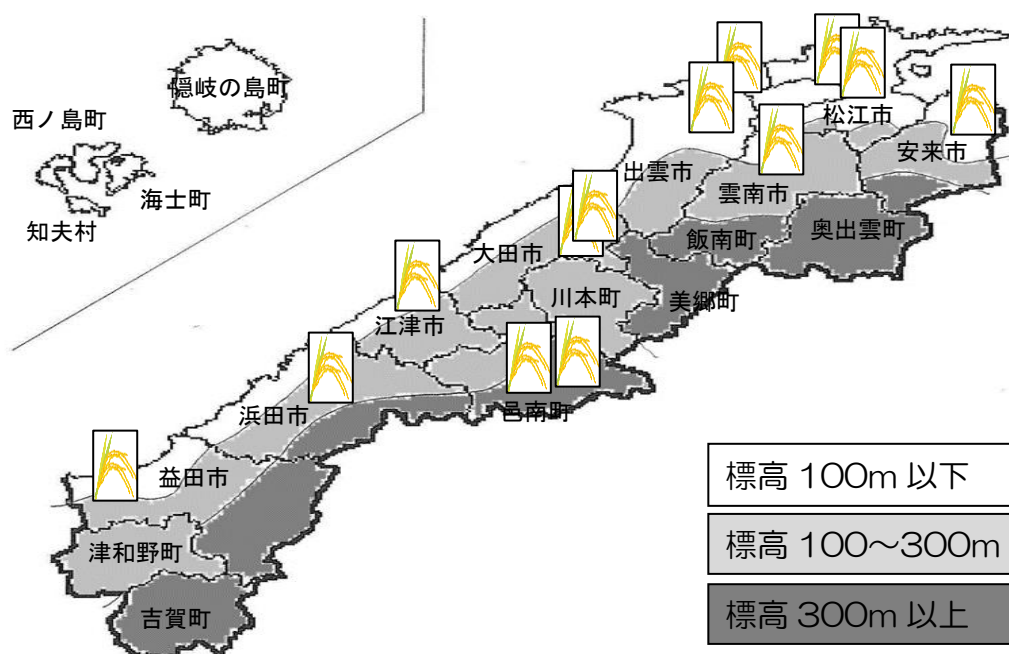 隠岐の島町
西ノ島町
海士町
知夫村
松江市
安来市
出雲市
雲南市
飯南町
奥出雲町
大田市
川本町
美郷町
江津市
邑南町
浜田市
益田市
津和野町
吉賀町
標高 100m 以下
標高 100~300m
標高 300m 以上